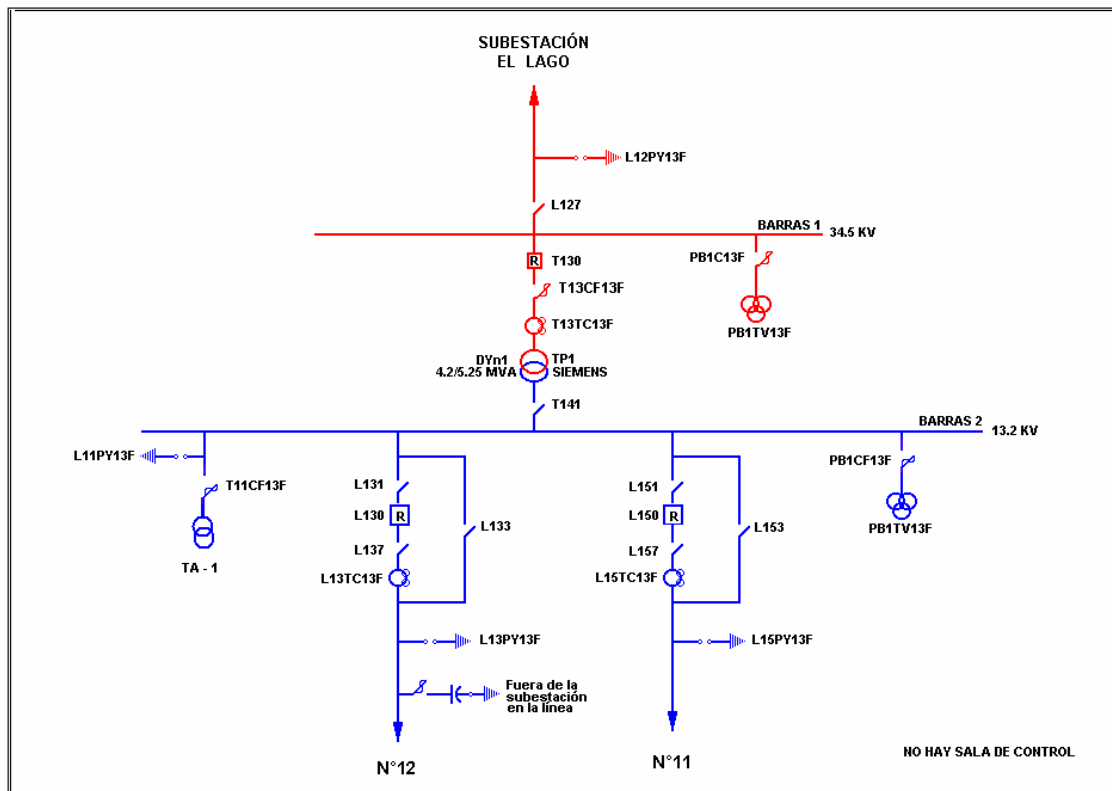 SUBESTACIÓN
EL LAGO
L12PY13F
L127
BARRAS 1
34.5 KV
R
T130
PB1C13F
T13CF13F
T13TC13F
PB1TV13F
DYn1
TP1
4.2/5.25 MVA
SIEMENS
T141
BARRAS 2
13.2 KV
L11PY13F
T11CF13F
PB1CF13F
L131
L151
L130
R
L133
L150
R
L153
PB1TV13F
L137
L157
TA - 1
L13TC13F
L15TC13F
L13PY13F
L15PY13F
Fuera de la
subestación
en la línea
N°12
N°11
NO HAY SALA DE CONTROL